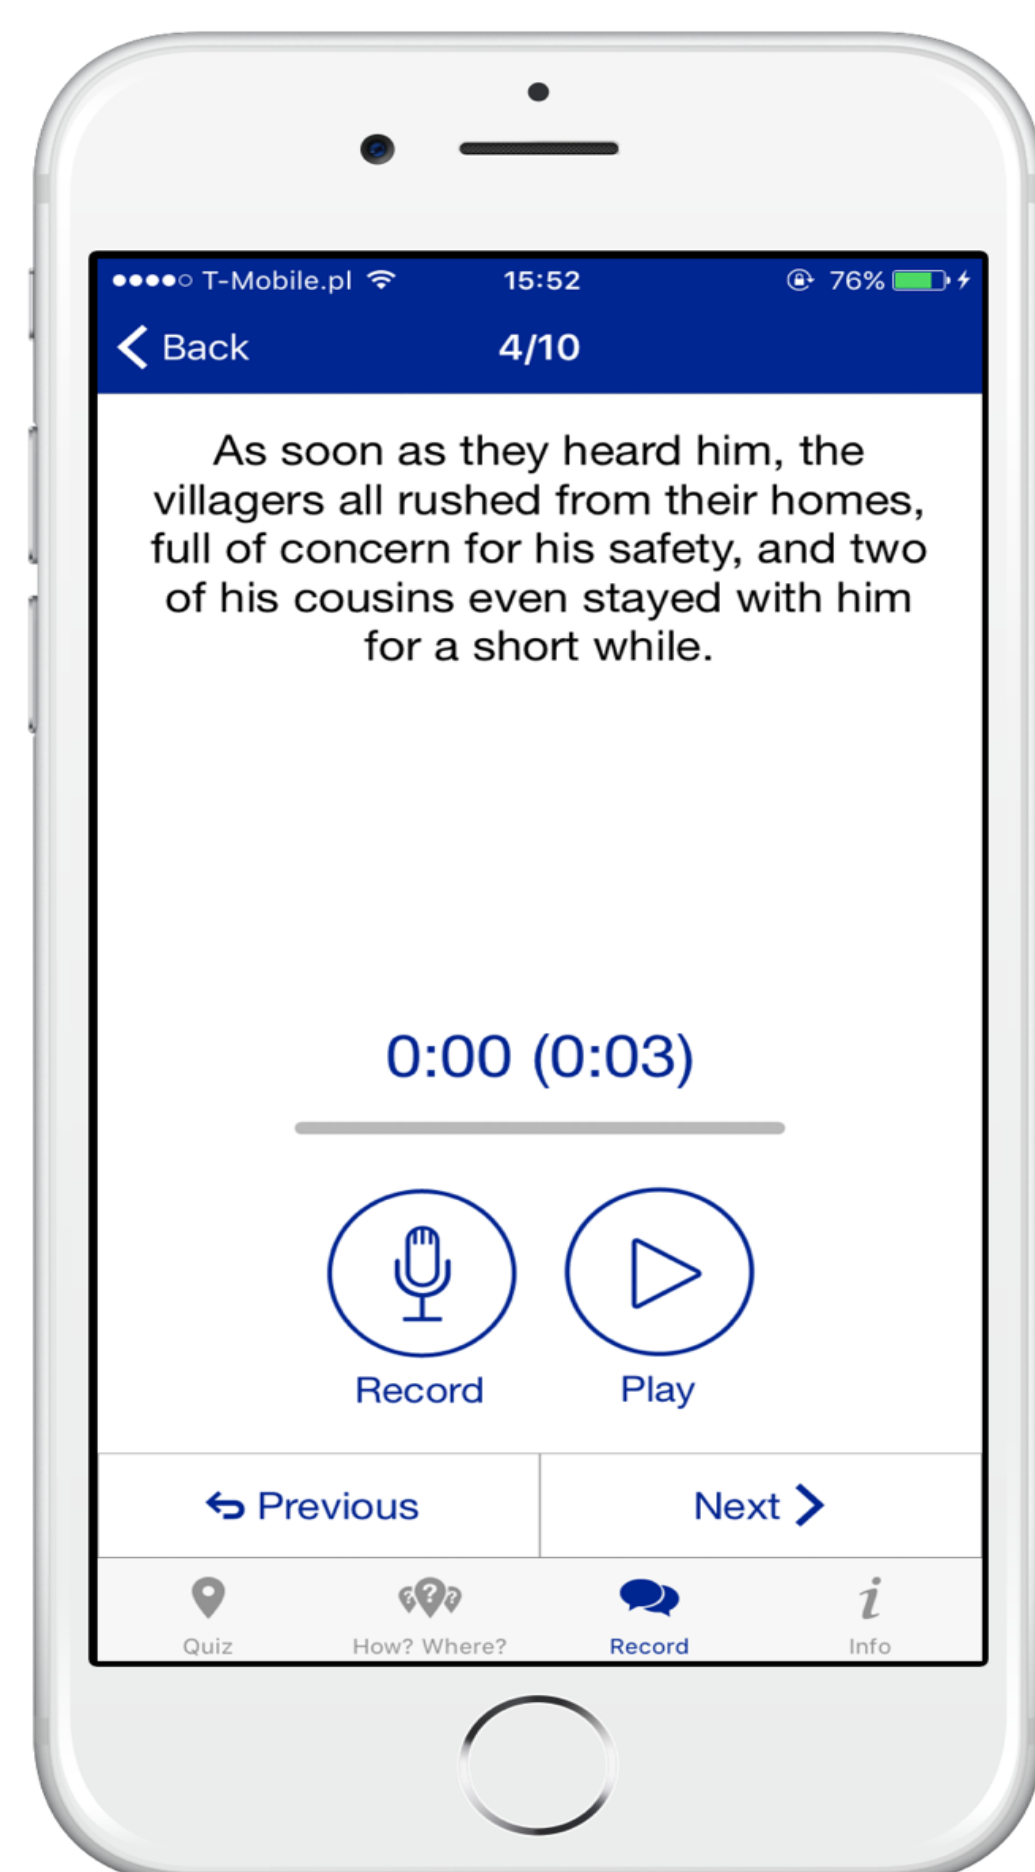 T-Mobile.pl 15:52 76%
Back 4/10
As soon as they heard him, the
villagers all rushed from their homes,
full of concern for his safety, and two
of his cousins even stayed with him
for a short while.
0:00 (0:03)
Record Play
Previous Next
? ? ?
Quiz How? Where? Record Info